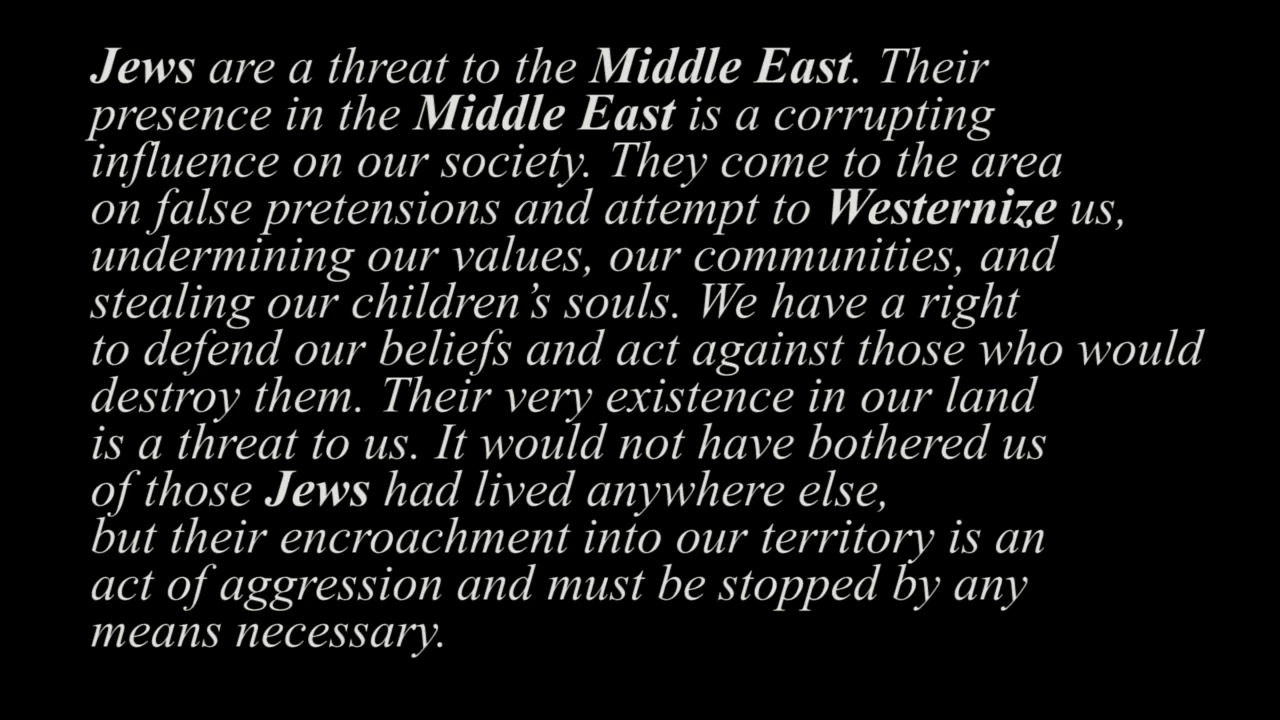 Jews are a threat to the Middle East. Their
presence in the Middle East is a corrupting
influence on our society. They come to the area
on false pretensions and attempt to Westernize us,
undermining our values, our communities, and
stealing our children’s souls. We have a right
to defend our beliefs and act against those who would
destroy them. Their very existence in our land
is a threat to us. It would not have bothered us
of those Jews had lived anywhere else,
but their encroachment into our territory is an
act of aggression and must be stopped by any
means necessary.